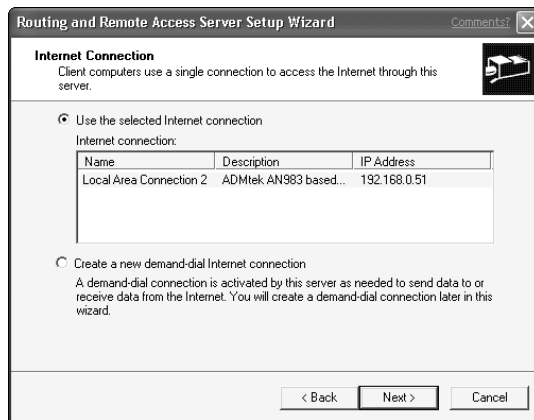 Routing and Remote Access Server Setup Wizard Comments?
Internet Connection
Client computers use a single connection to access the Internet through this
server.
Use the selected Internet connection
Internet connection:
Name Description IP Address
Local Area Connection 2 ADMtek AN983 based... 192.168.0.51
Create a new demand-dial Internet connection
A demand-dial connection is activated by this server as needed to send data to or
receive data from the Internet. You will create a demand-dial connection later in this
wizard.
< Back Next > Cancel